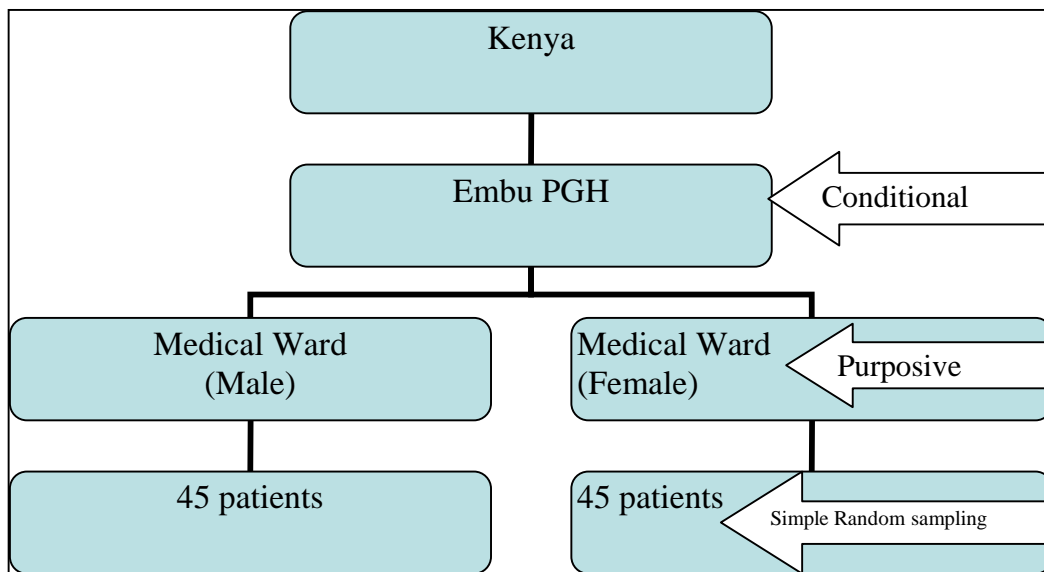 Kenya
Embu PGH
Conditional
Medical Ward
(Male)
Medical Ward
(Female)
Purposive
45 patients
45 patients
Simple Random sampling